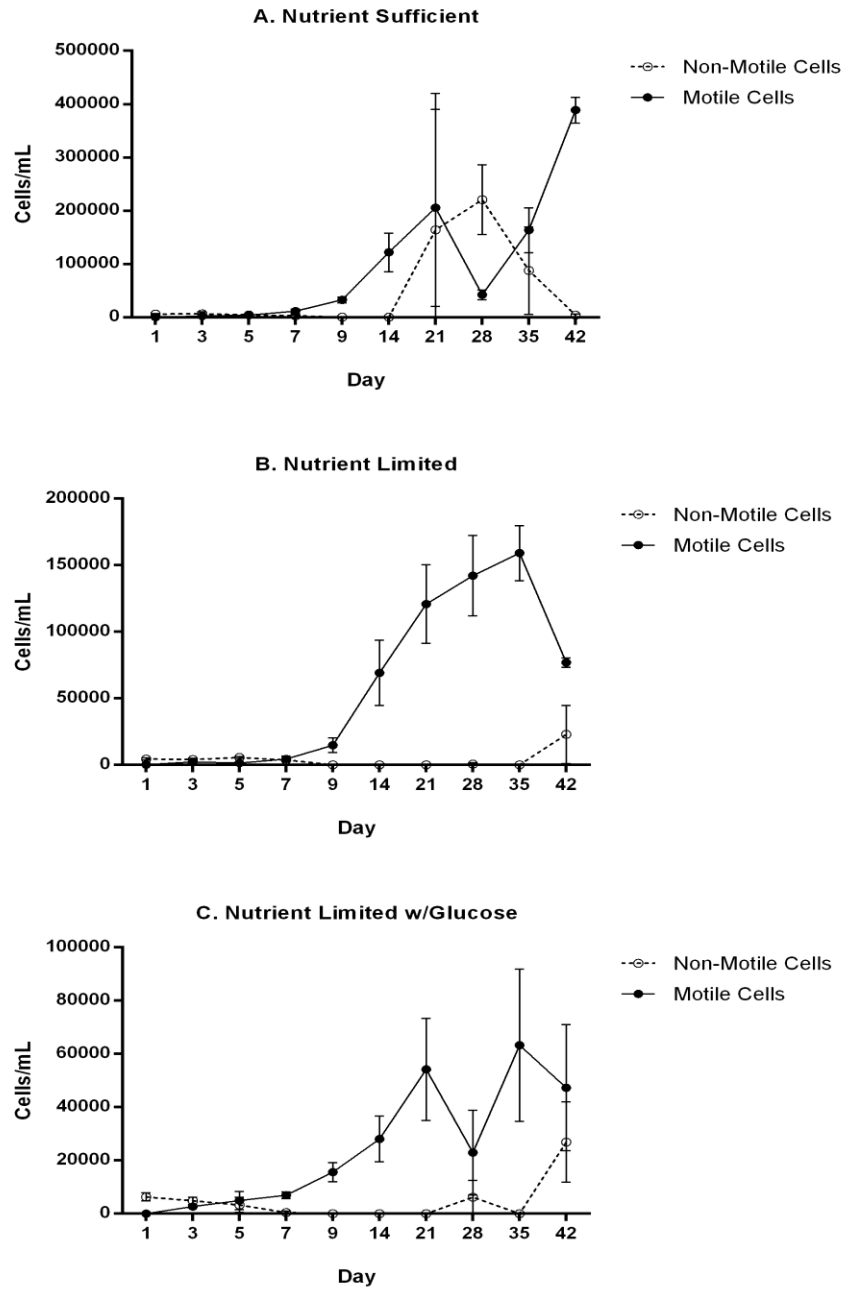 A. Nutrient Sufficient
500000
400000
300000
200000
100000
0
Cells/mL
1 3 5 7 9 14 21 28 35 42
Day
Non-Motile Cells
Motile Cells
B. Nutrient Limited
200000
150000
100000
50000
0
Cells/mL
1 3 5 7 9 14 21 28 35 42
Day
Non-Motile Cells
Motile Cells
C. Nutrient Limited w/Glucose
100000
80000
60000
40000
20000
0
Cells/mL
1 3 5 7 9 14 21 28 35 42
Day
Non-Motile Cells
Motile Cells